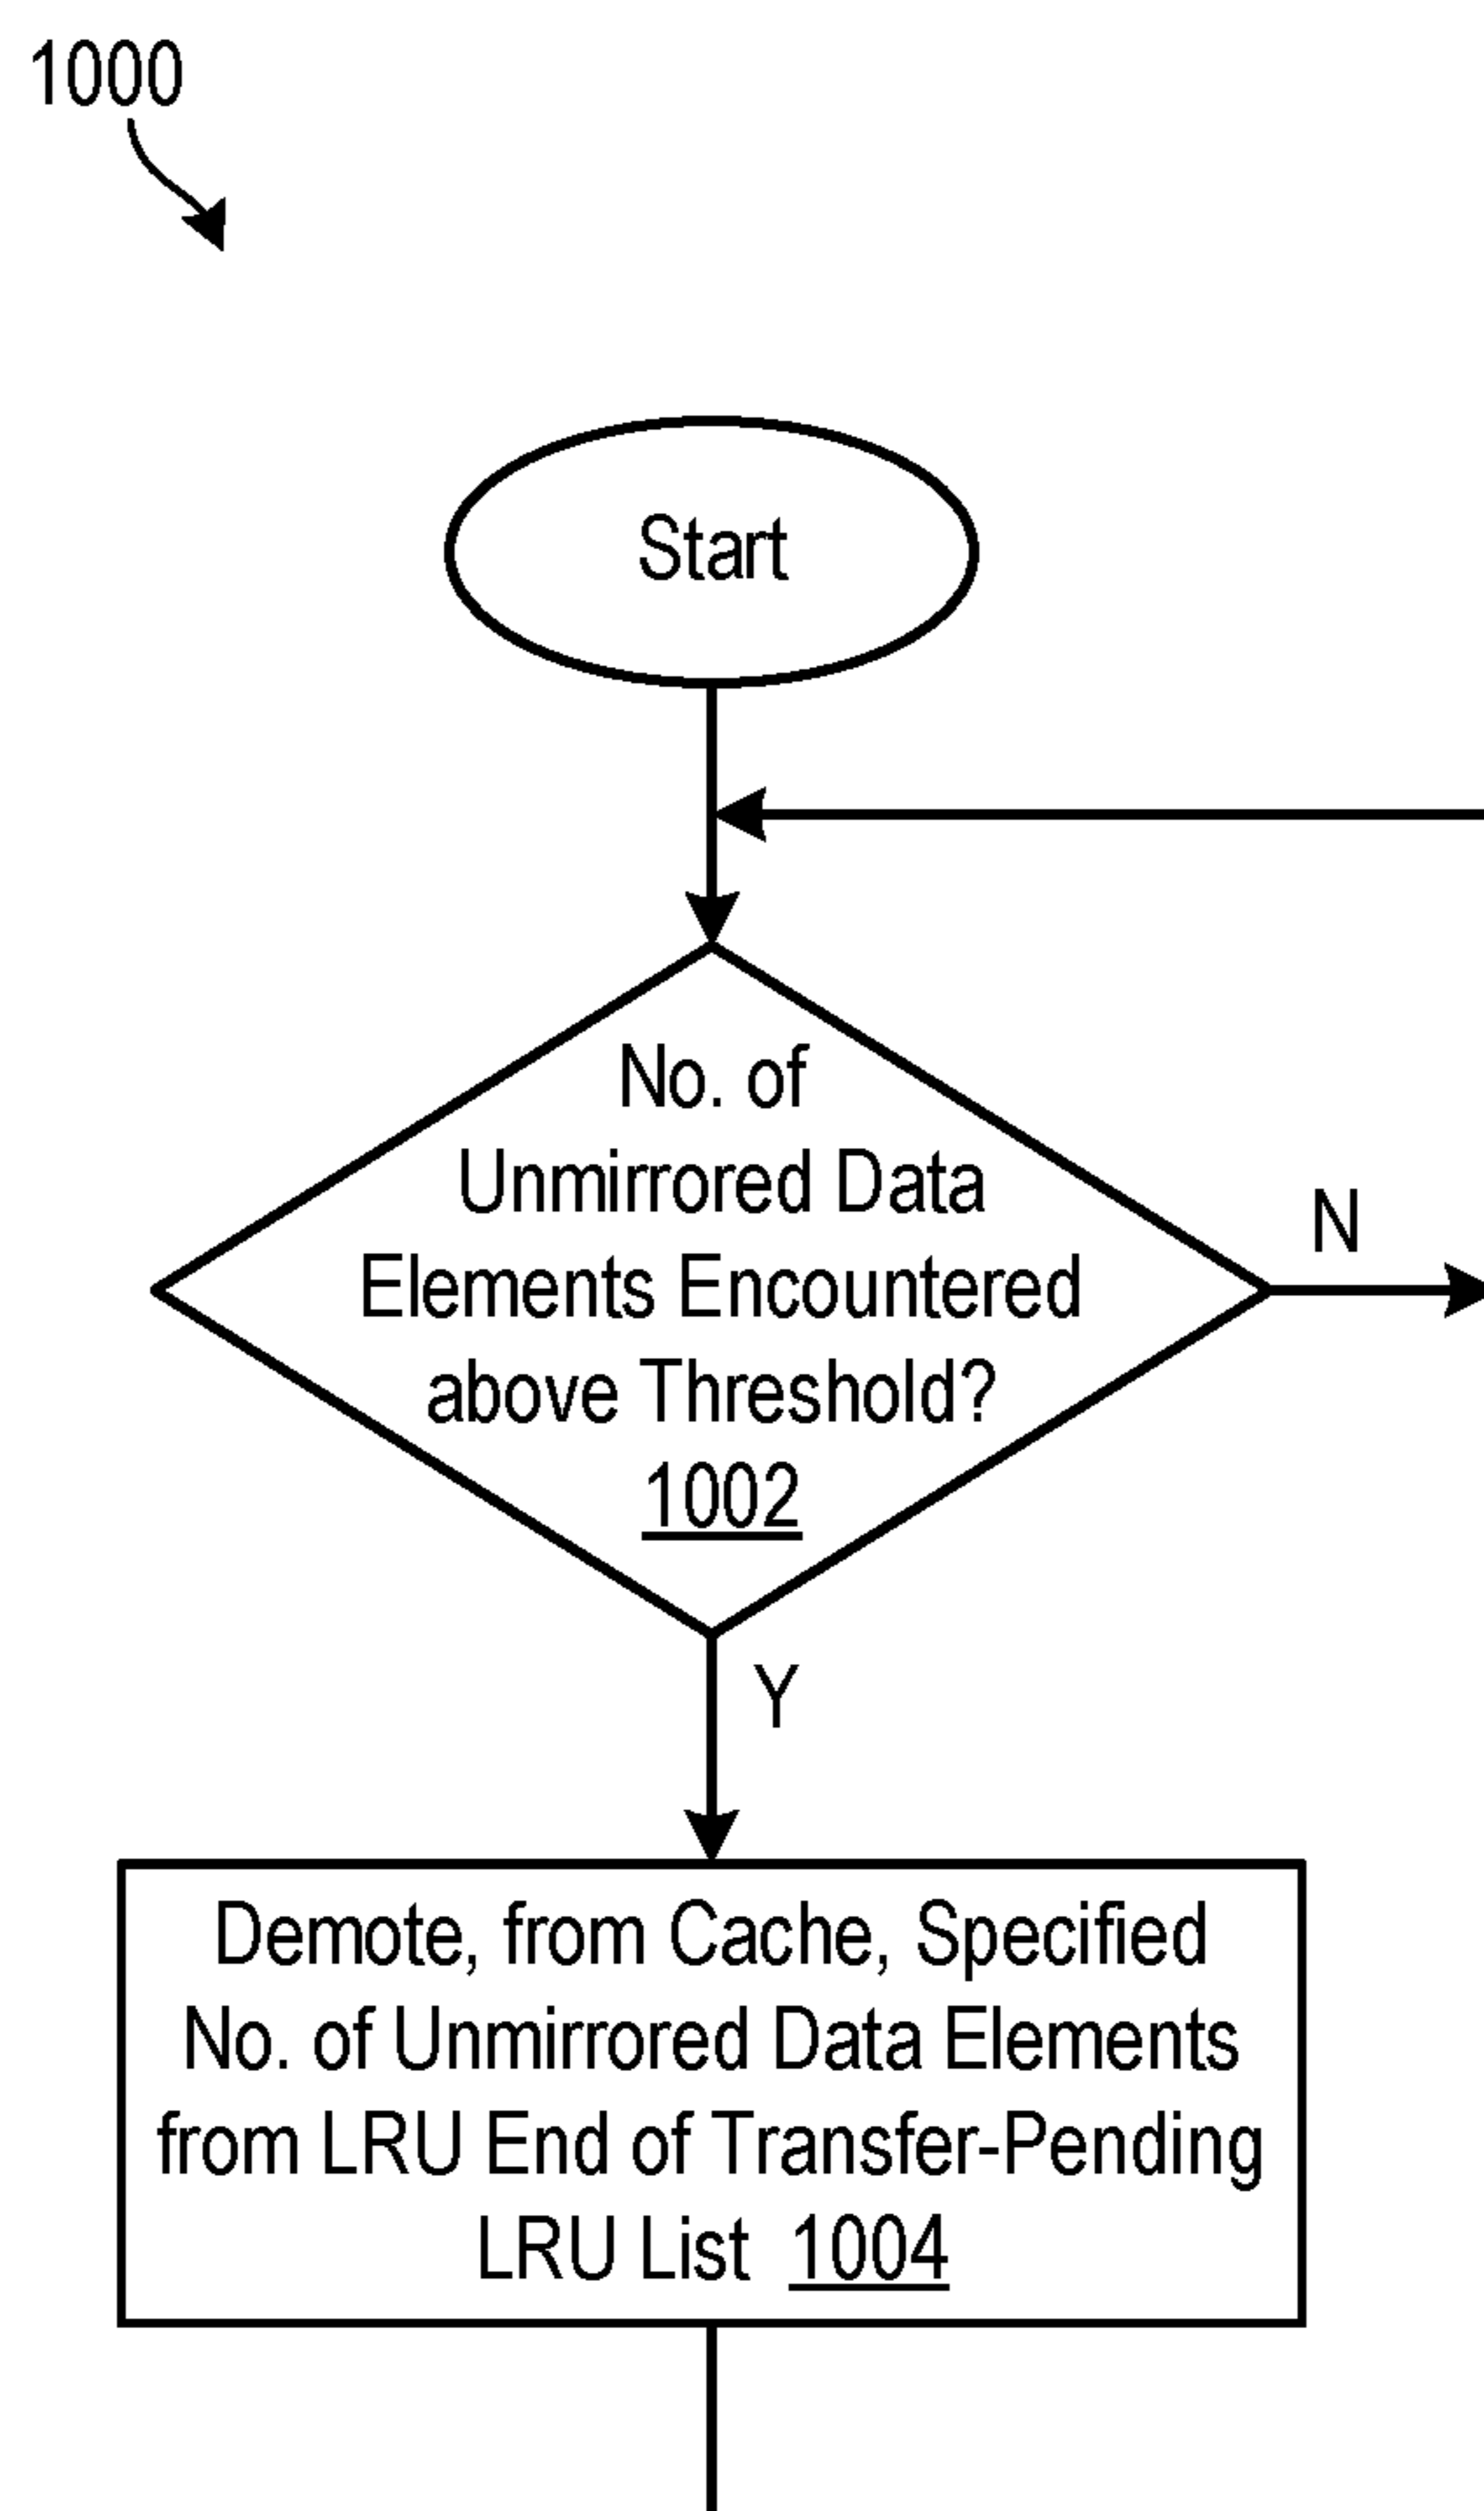 1000
Start
No. of
Unmirrored Data
Elements Encountered
above Threshold?
1002
N
Y
Demote, from Cache, Specified
No. of Unmirrored Data Elements
from LRU End of Transfer-Pending
LRU List 1004